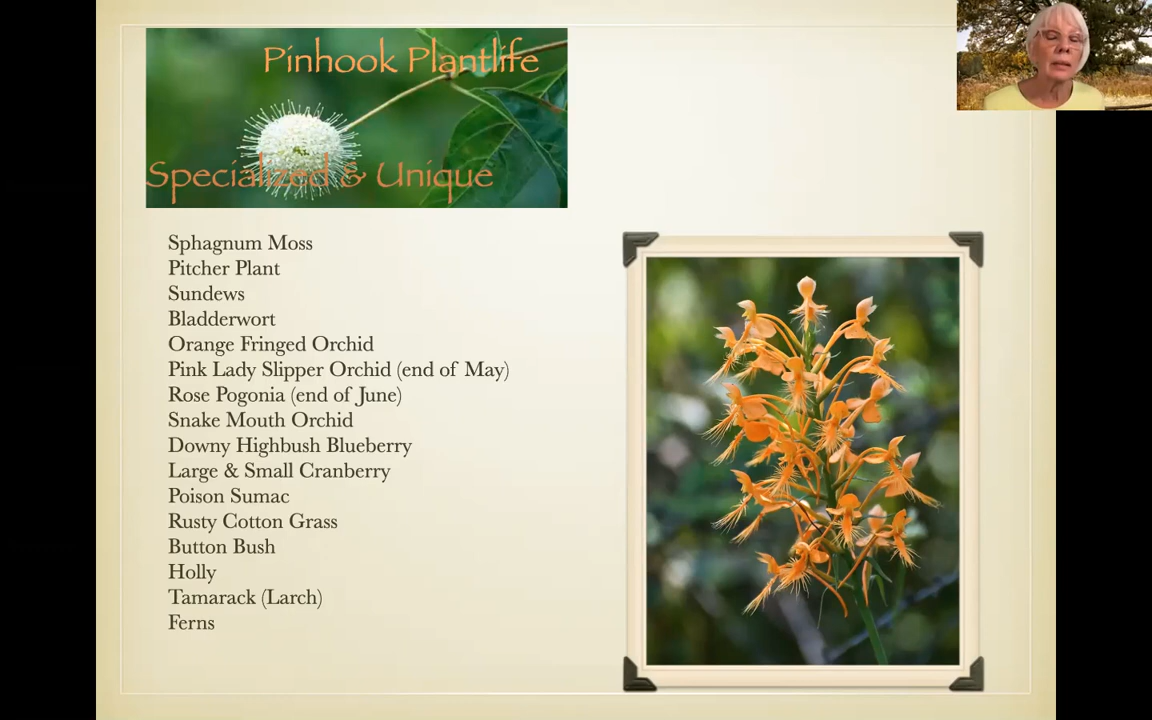 Pinhook Plantlife
Specialized & Unique
Sphagnum Moss
Pitcher Plant
Sundews
Bladderwort
Orange Fringed Orchid
Pink Lady Slipper Orchid (end of May)
Rose Pogonia (end of June)
Snake Mouth Orchid
Downy Highbush Blueberry
Large & Small Cranberry
Poison Sumac
Rusty Cotton Grass
Button Bush
Holly
Tamarack (Larch)
Ferns